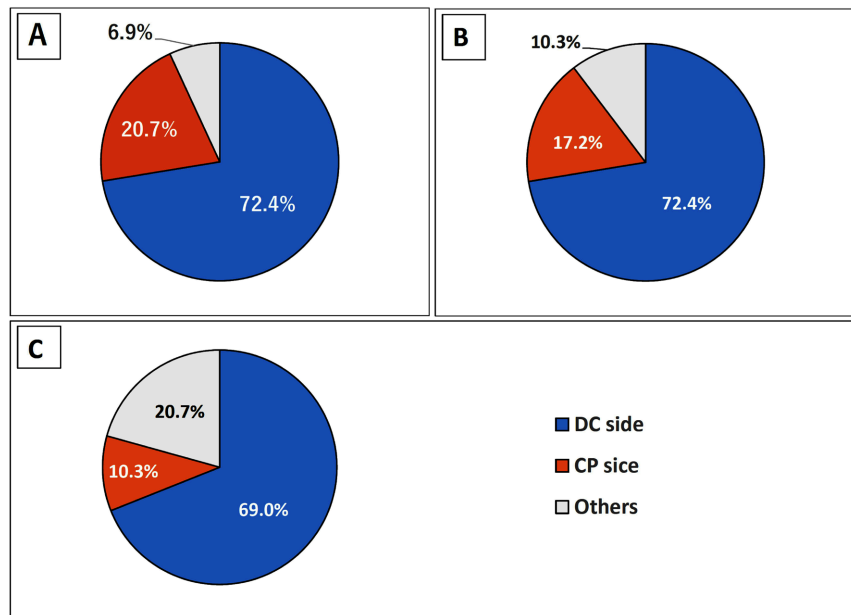 A
6.9%
20.7%
72.4%
B
10.3%
17.2%
72.4%
C
20.7%
10.3%
69.0%
DC side
CP sice
Others